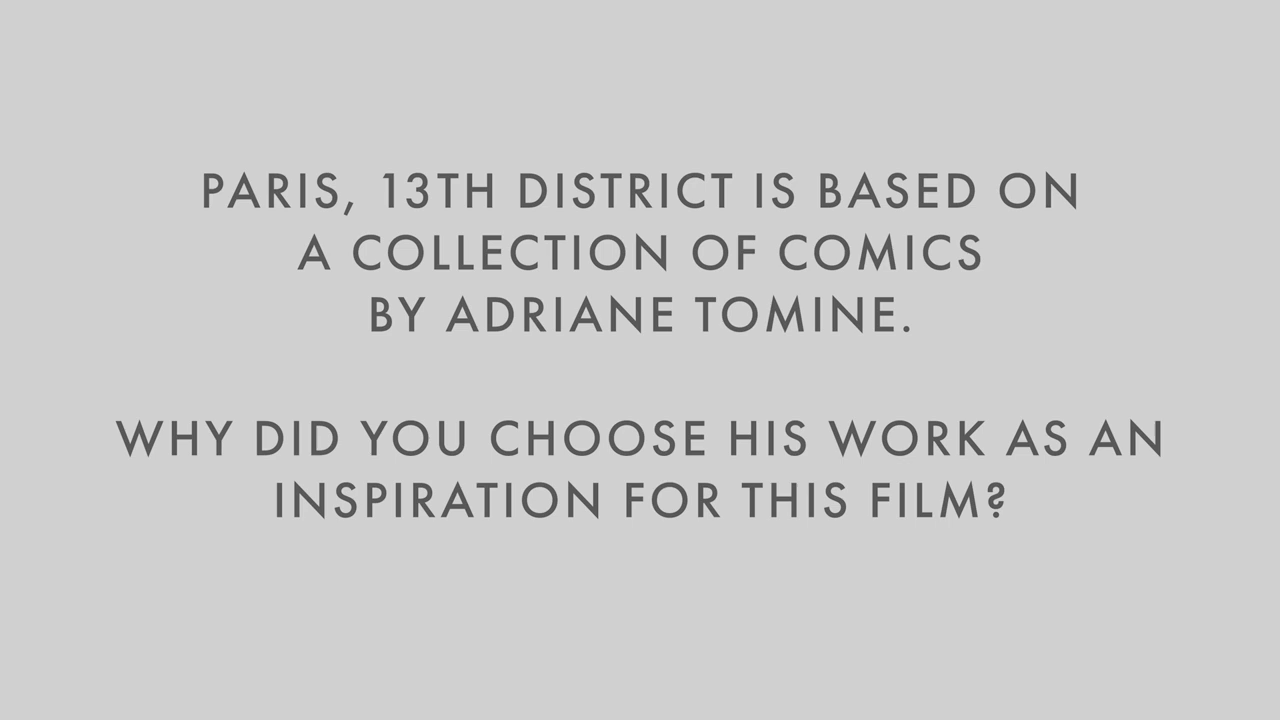 PARIS, 13TH DISTRICT IS BASED ON
A COLLECTION OF COMICS
BY ADRIANE TOMINE.
WHY DID YOU CHOOSE HIS WORK AS AN
INSPIRATION FOR THIS FILM?